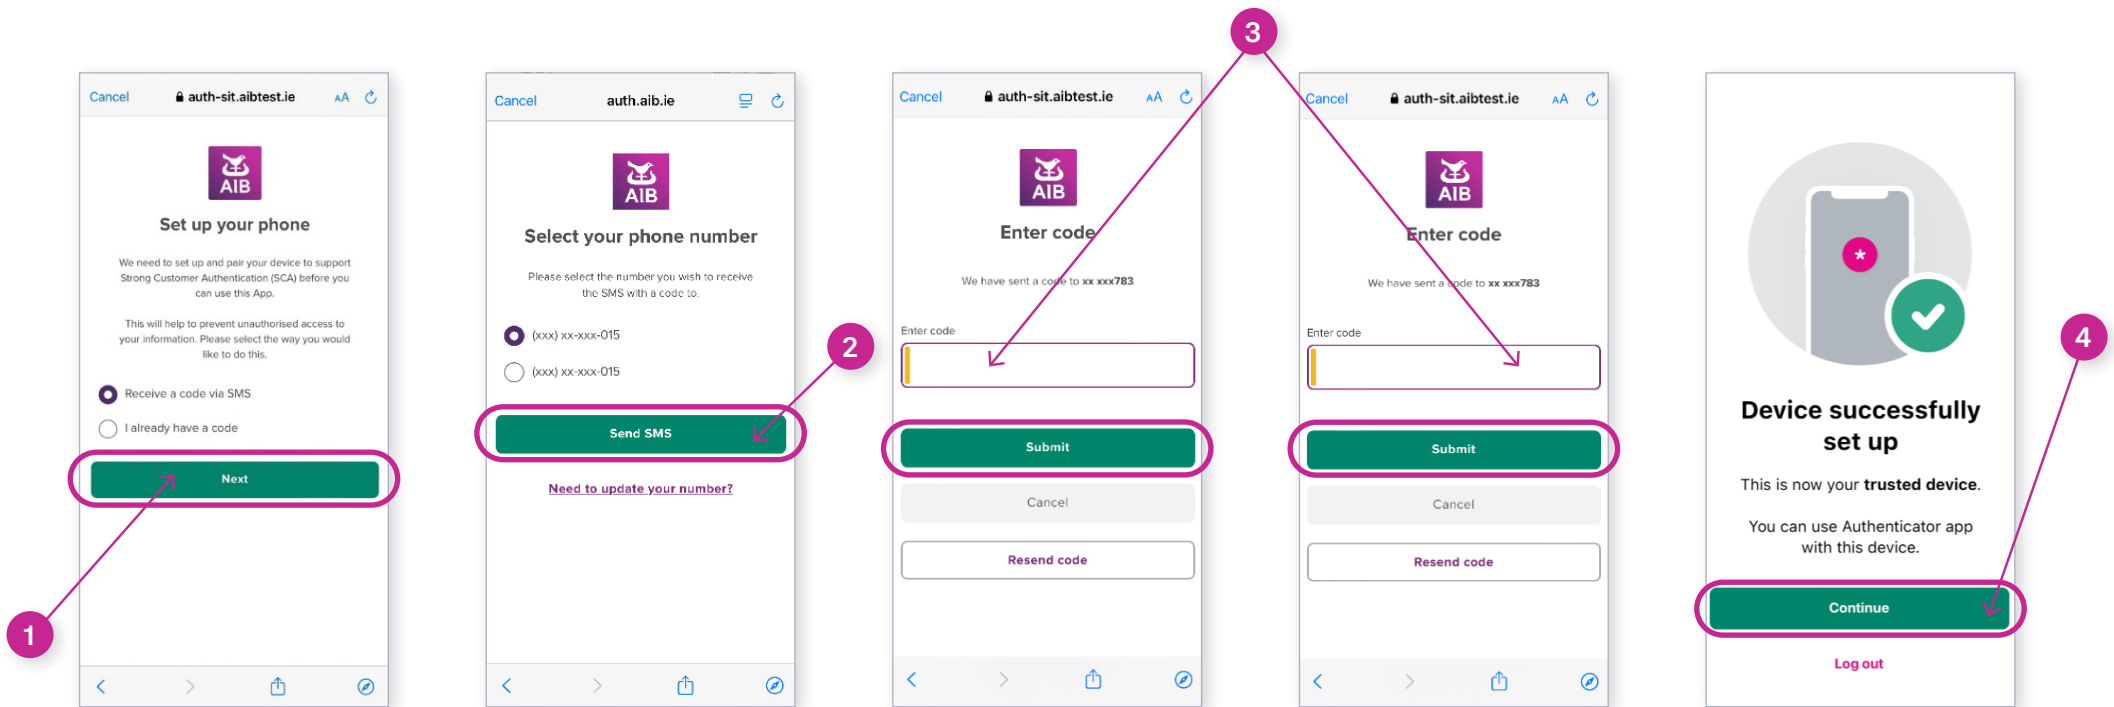 3
Cancel
auth-sit.aibtest.ie
AA
AIB
Set up your phone
We need to set up and pair your device to support
Strong Customer Authentication (SCA) before you
can use this App.
This will help to prevent unauthorised access to
your information. Please select the way you would
like to do this.
Receive a code via SMS
I already have a code
Next
1
Cancel
auth.aib.ie
AIB
Select your phone number
Please select the number you wish to receive
the SMS with a code to.
(xxx) xx-xxx-015
(xxx) xx-xxx-015
Send SMS
Need to update your number?
2
Cancel
auth-sit.aibtest.ie
AA
AIB
Enter code
We have sent a code to xx xxx783
Enter code
Submit
Cancel
Resend code
Cancel
auth-sit.aibtest.ie
AA
AIB
Enter code
We have sent a code to xx xxx783
Enter code
Submit
Cancel
Resend code
*
Device successfully
set up
This is now your trusted device.
You can use Authenticator app
with this device.
Continue
Log out
4